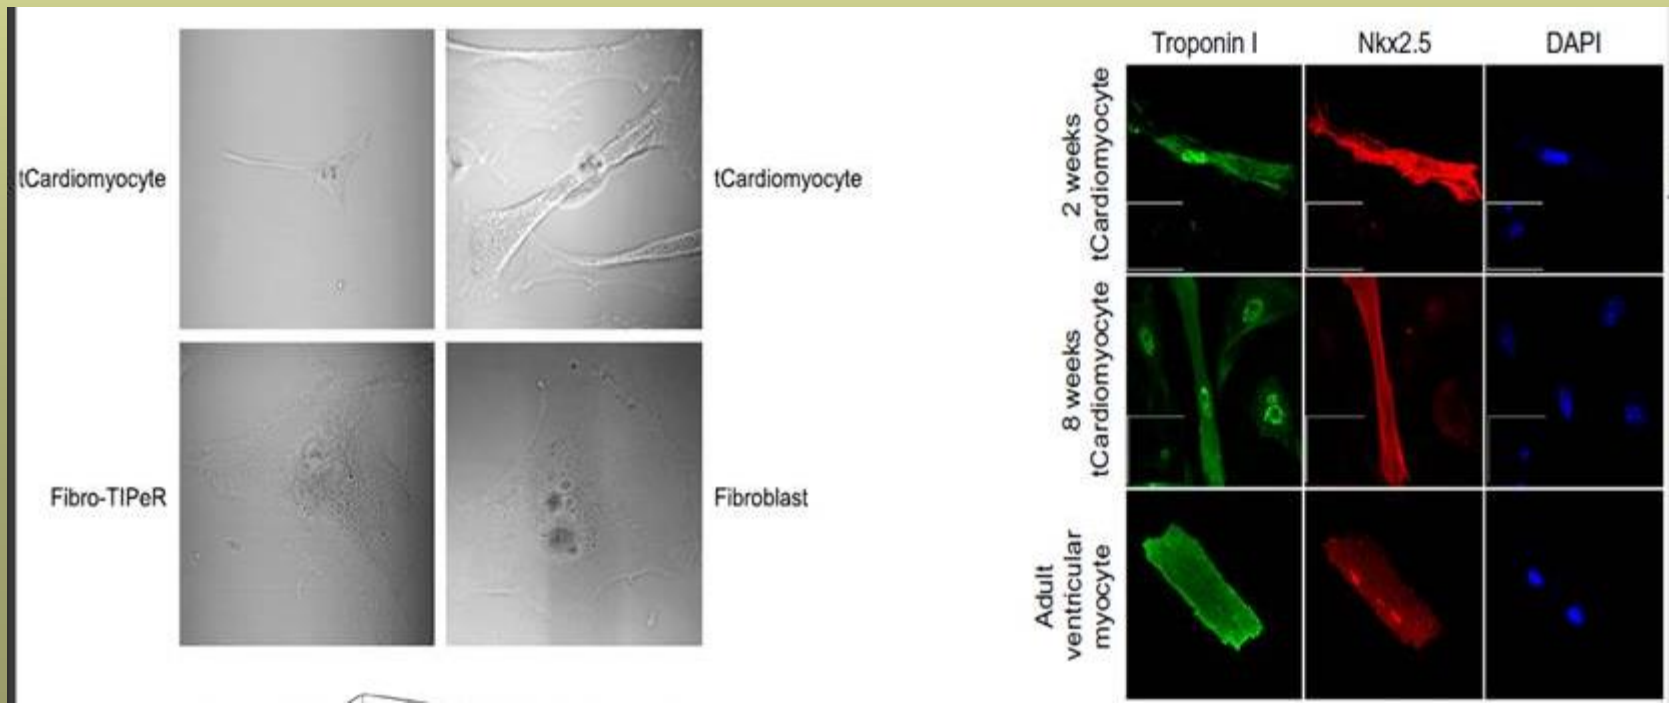 tCardiomyocyte
tCardiomyocyte
Fibro-TIPeR
Fibroblast
Troponin I
Nkx2.5
DAPI
2 weeks
tCardiomyocyte
8 weeks
tCardiomyocyte
Adult
ventricular
myocyte